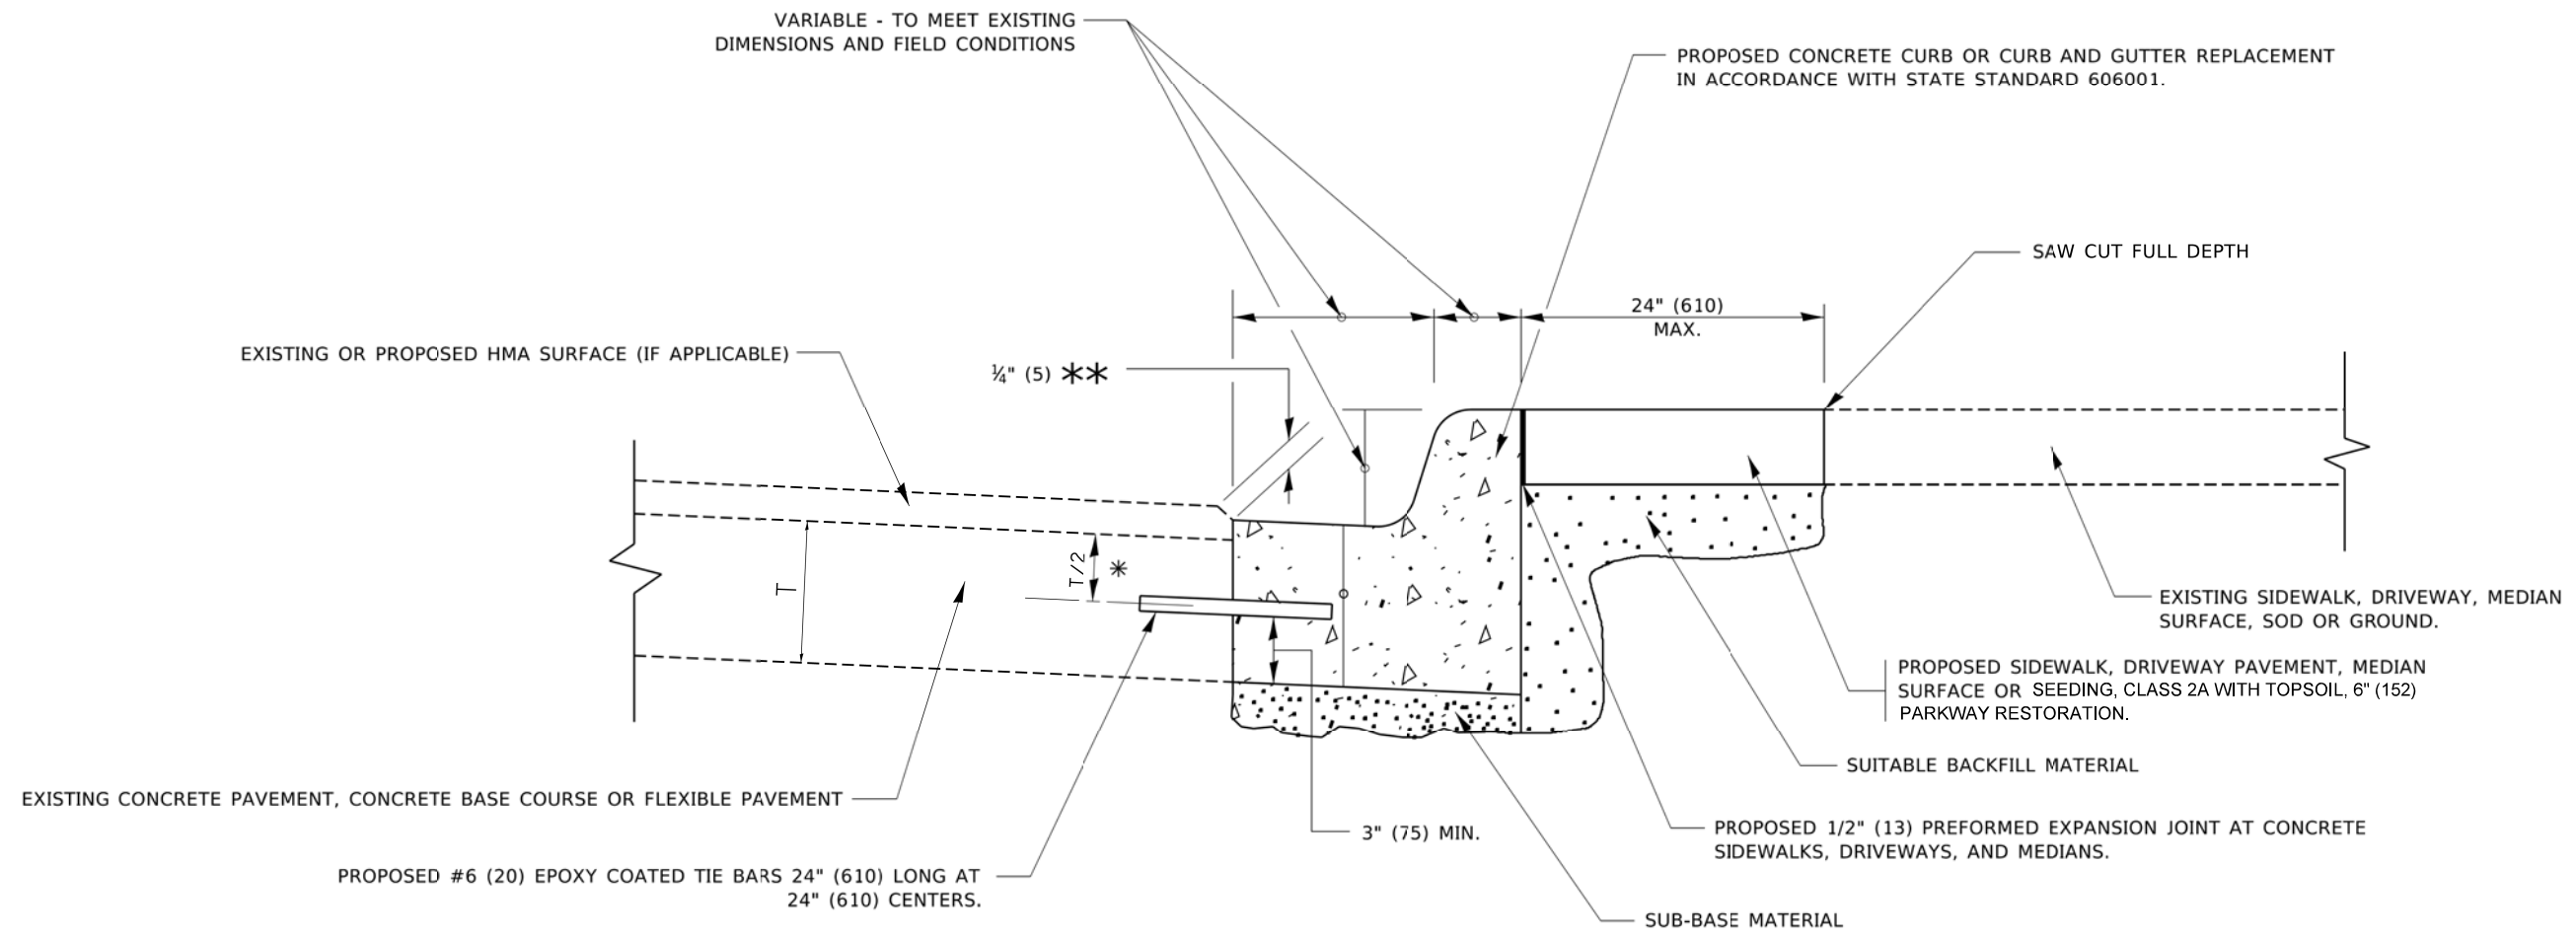 VARIABLE - TO MEET EXISTING
DIMENSIONS AND FIELD CONDITIONS
PROPOSED CONCRETE CURB OR CURB AND GUTTER REPLACEMENT
IN ACCORDANCE WITH STATE STANDARD 606001.
SAW CUT FULL DEPTH
24" (610)
MAX.
EXISTING OR PROPOSED HMA SURFACE (IF APPLICABLE)
¼" (5) **
T/2 *
T
EXISTING SIDEWALK, DRIVEWAY, MEDIAN
SURFACE, SOD OR GROUND.
PROPOSED SIDEWALK, DRIVEWAY PAVEMENT, MEDIAN
SURFACE OR SEEDING, CLASS 2A WITH TOPSOIL, 6" (152)
PARKWAY RESTORATION.
SUITABLE BACKFILL MATERIAL
EXISTING CONCRETE PAVEMENT, CONCRETE BASE COURSE OR FLEXIBLE PAVEMENT
3" (75) MIN.
PROPOSED 1/2" (13) PREFORMED EXPANSION JOINT AT CONCRETE
SIDEWALKS, DRIVEWAYS, AND MEDIANS.
PROPOSED #6 (20) EPOXY COATED TIE BARS 24" (610) LONG AT
24" (610) CENTERS.
SUB-BASE MATERIAL